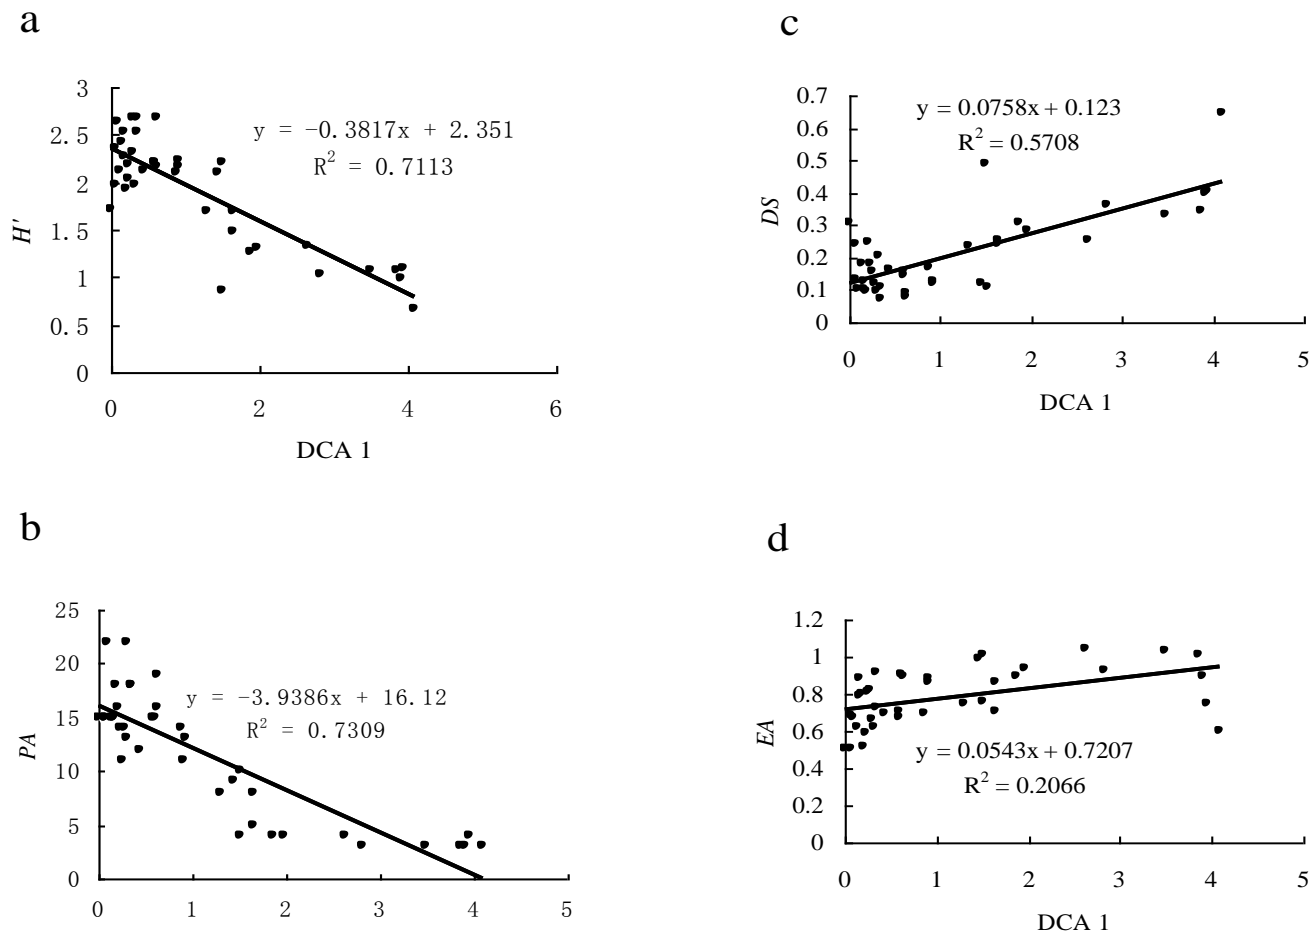 a
3
2.5
2
1.5
1
0.5
0
H'
y = -0.3817x + 2.351
R² = 0.7113
0
2
4
6
DCA 1
b
25
20
15
10
5
0
PA
y = -3.9386x + 16.12
R² = 0.7309
0
1
2
3
4
5
c
0.7
0.6
0.5
0.4
0.3
0.2
0.1
0
DS
y = 0.0758x + 0.123
R² = 0.5708
0
1
2
3
4
5
DCA 1
d
1.2
1
0.8
0.6
0.4
0.2
0
EA
y = 0.0543x + 0.7207
R² = 0.2066
0
1
2
3
4
5
DCA 1